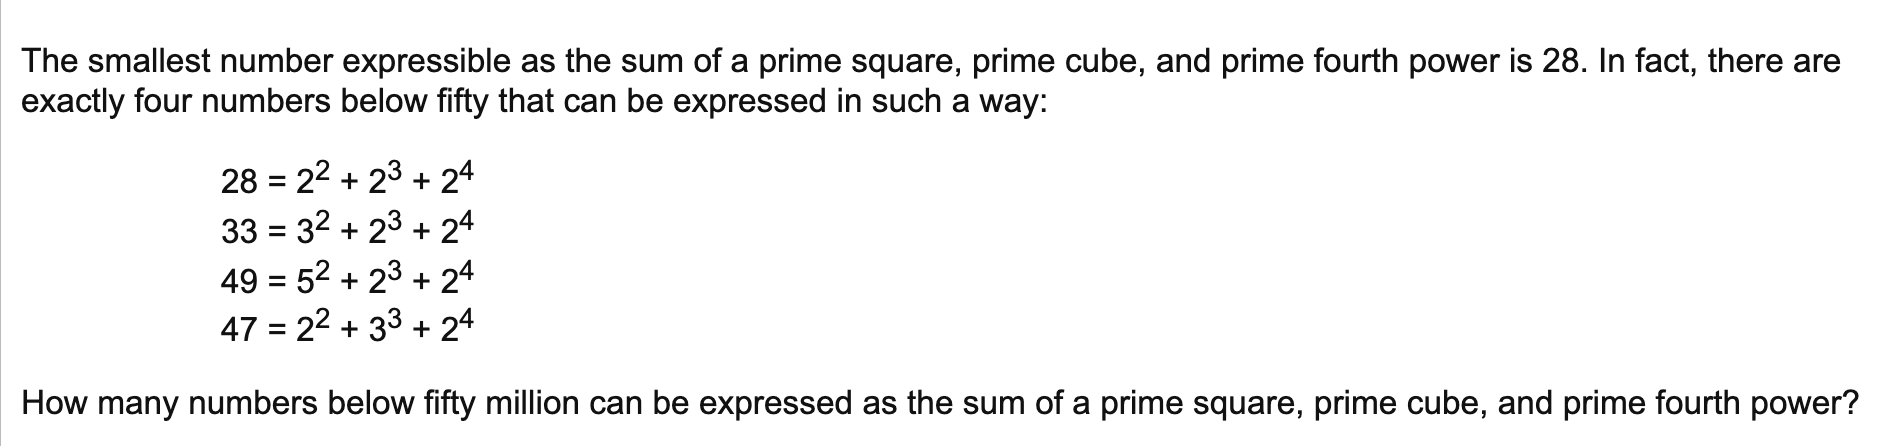 The smallest number expressible as the sum of a prime square, prime cube, and prime fourth power is 28. In fact, there are
exactly four numbers below fifty that can be expressed in such a way:
28 = 2² + 2³ + 2⁴
33 = 3² + 2³ + 2⁴
49 = 5² + 2³ + 2⁴
47 = 2² + 3³ + 2⁴
How many numbers below fifty million can be expressed as the sum of a prime square, prime cube, and prime fourth power?